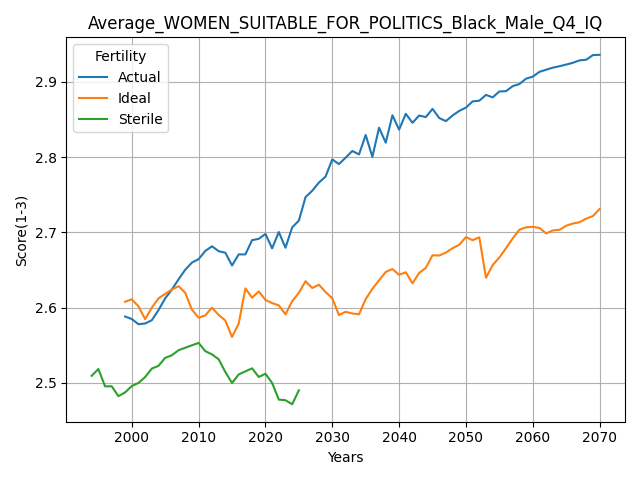 Average_WOMEN_SUITABLE_FOR_POLITICS_Black_Male_Q4_IQ
Fertility
Actual
Ideal
Sterile
Score(1-3)
2.9
2.8
2.7
2.6
2.5
2000 2010 2020 2030 2040 2050 2060 2070
Years